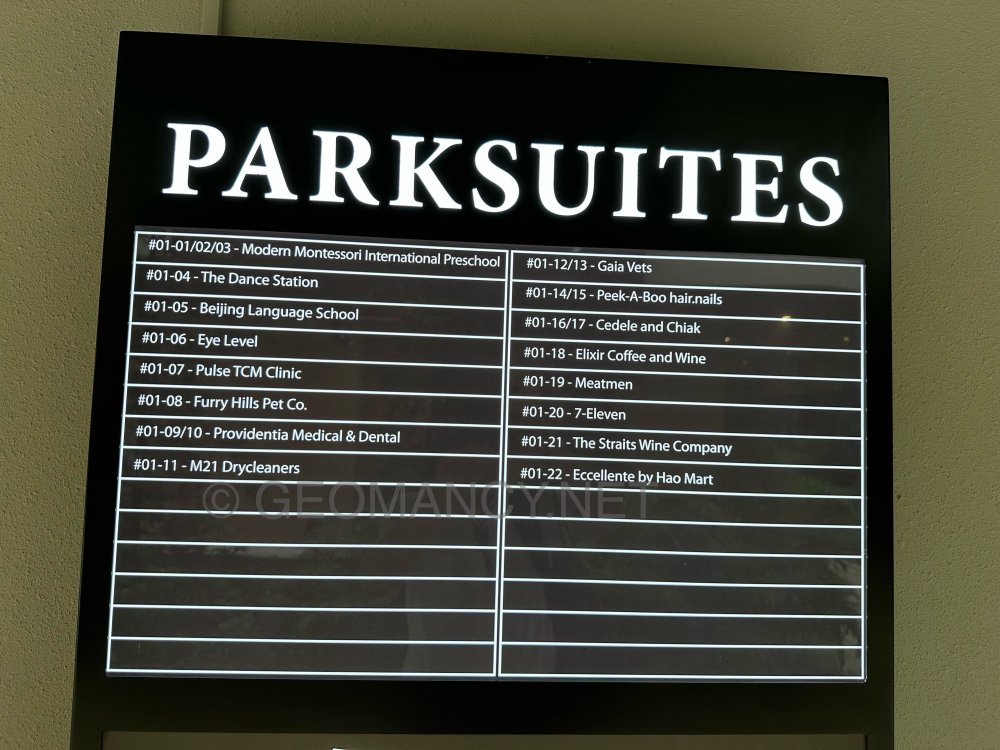 PARKSUITES
#01-01/02/03 - Modern Montessori International Preschool
#01-04 - The Dance Station
#01-05 - Beijing Language School
#01-06 - Eye Level
#01-07 - Pulse TCM Clinic
#01-08 - Furry Hills Pet Co.
#01-09/10 - Providentia Medical & Dental
#01-11 - M21 Drycleaners
#01-12/13 - Gaia Vets
#01-14/15 - Peek-A-Boo hair.nails
#01-16/17 - Cedele and Chiak
#01-18 - Elixir Coffee and Wine
#01-19 - Meatmen
#01-20 - 7-Eleven
#01-21 - The Straits Wine Company
#01-22 - Eccellente by Hao Mart
© GEOMANCY.NET